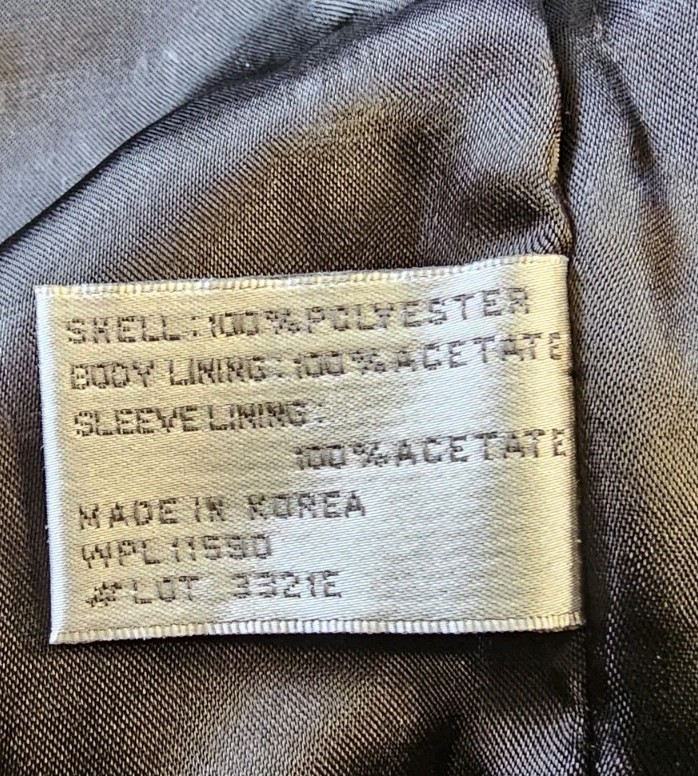 SHELL:100%POLYESTER
BODY LINING:100%ACETATE
SLEEVE LINING:
100%ACETATE
MADE IN KOREA
WPL11590
#LOT 3321E